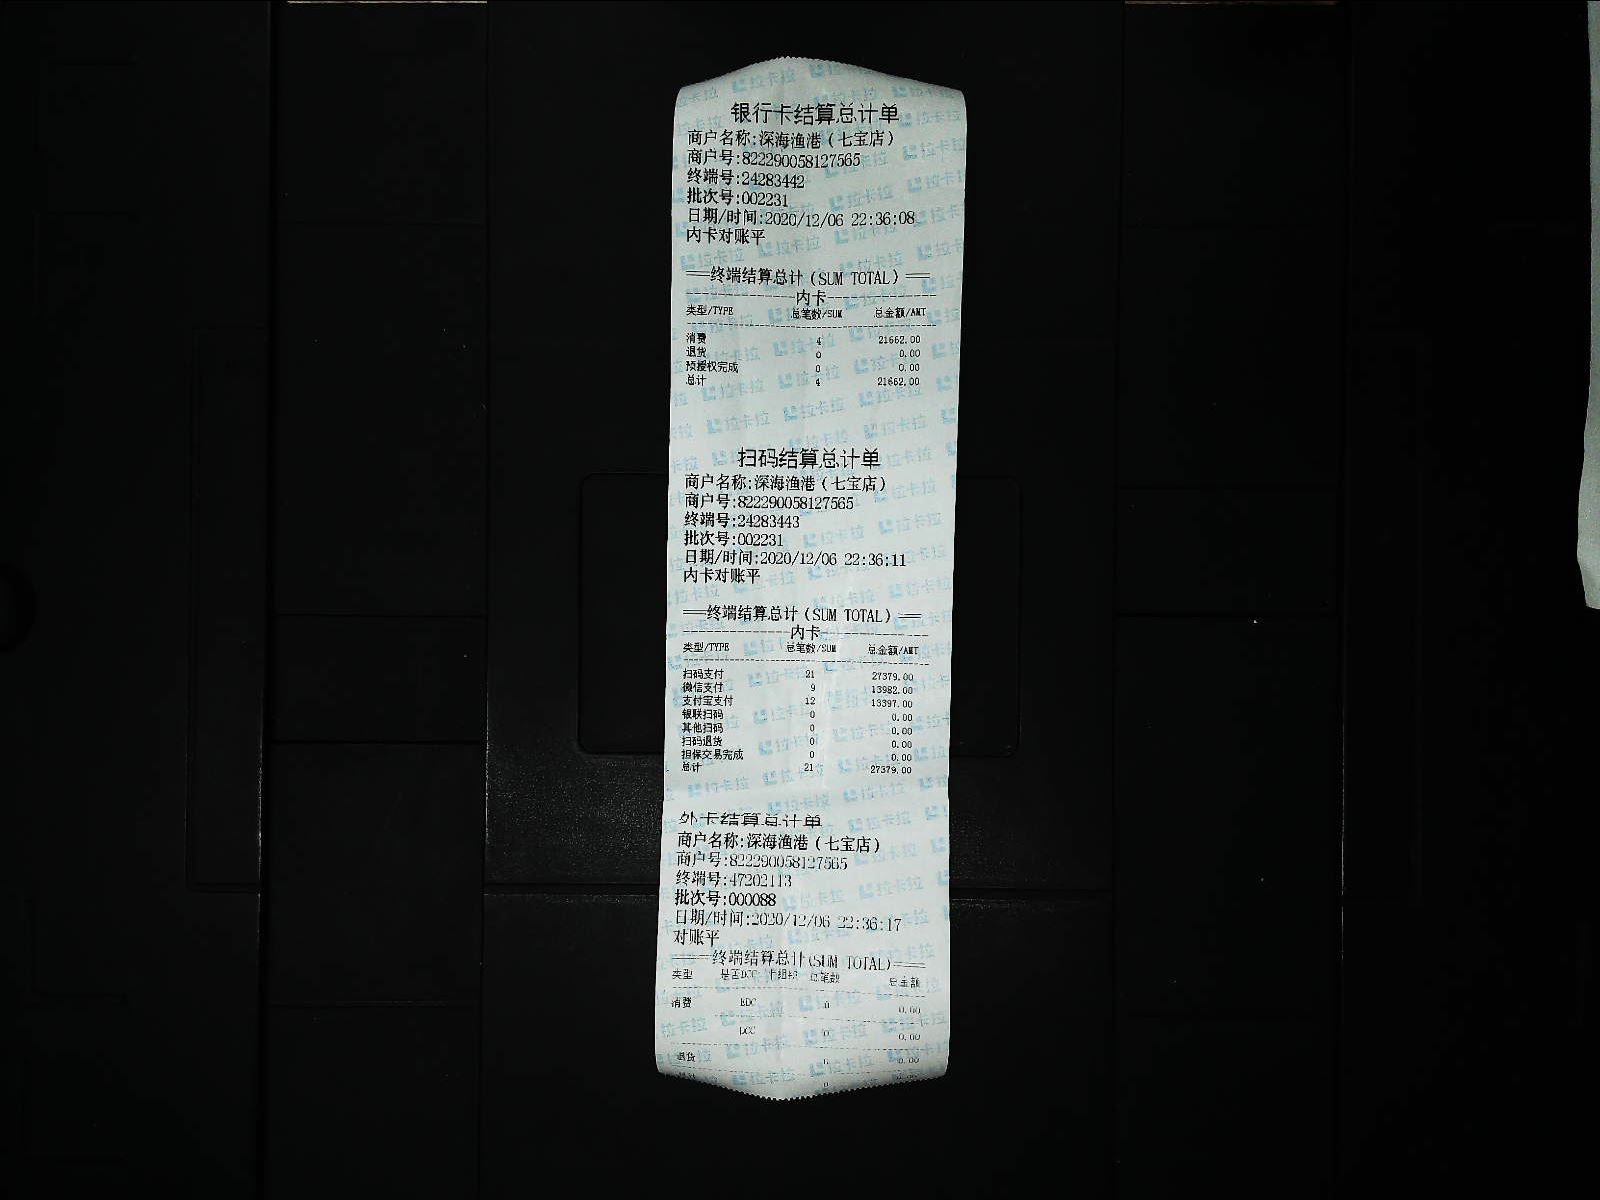 银行卡结算总计单
商户名称:深海渔港（七宝店）
商户号:822290058127565
终端号:24283442
批次号:002231
日期/时间:2020/12/06 22:36:08
内卡对账平
==终端结算总计(SUM TOTAL)==
内卡
类型/TYPE 总笔数/SUM 总金额/AMT
消费 4 21662.00
退货 0 0.00
预授权完成 0 0.00
总计 4 21662.00
扫码结算总计单
商户名称:深海渔港（七宝店）
商户号:822290058127565
终端号:24283443
批次号:002231
日期/时间:2020/12/06 22:36:11
内卡对账平
==终端结算总计(SUM TOTAL)==
内卡
类型/TYPE 总笔数/SUM 总金额/AMT
扫码支付 21 27379.00
微信支付 9 13982.00
支付宝支付 12 13397.00
银联扫码 0 0.00
其他扫码 0 0.00
扫码退货 0 0.00
担保交易完成 0 0.00
总计 21 27379.00
外卡结算总计单
商户名称:深海渔港（七宝店）
商户号:822290058127565
终端号:47202113
批次号:000088
日期/时间:2020/12/06 22:36:17
对账平
==终端结算总计(SUM TOTAL)==
类型 是否DCC 卡组织 总笔数 总金额
消费 EDC 0 0.00
DCC 0 0.00
退货 0 0.00
拉卡拉